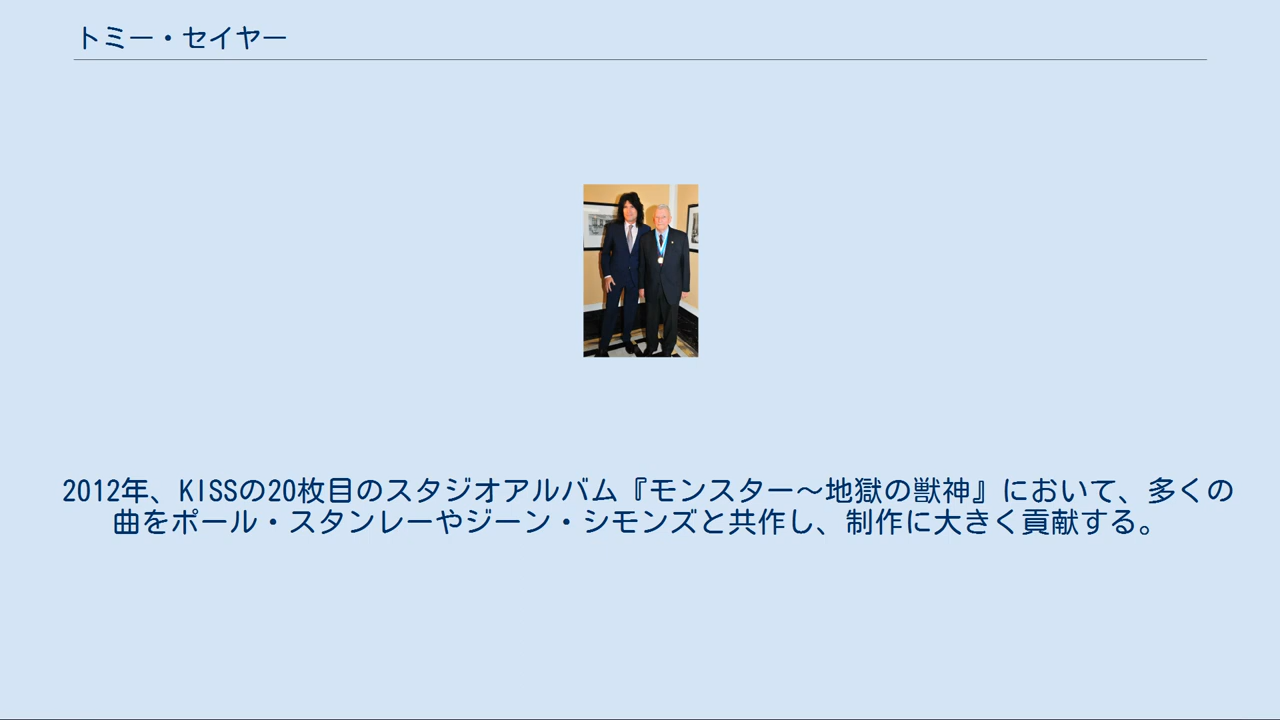 トミー・セイヤー
2012年、KISSの20枚目のスタジオアルバム『モンスター～地獄の獣神』において、多くの
曲をポール・スタンレーやジーン・シモンズと共作し、制作に大きく貢献する。